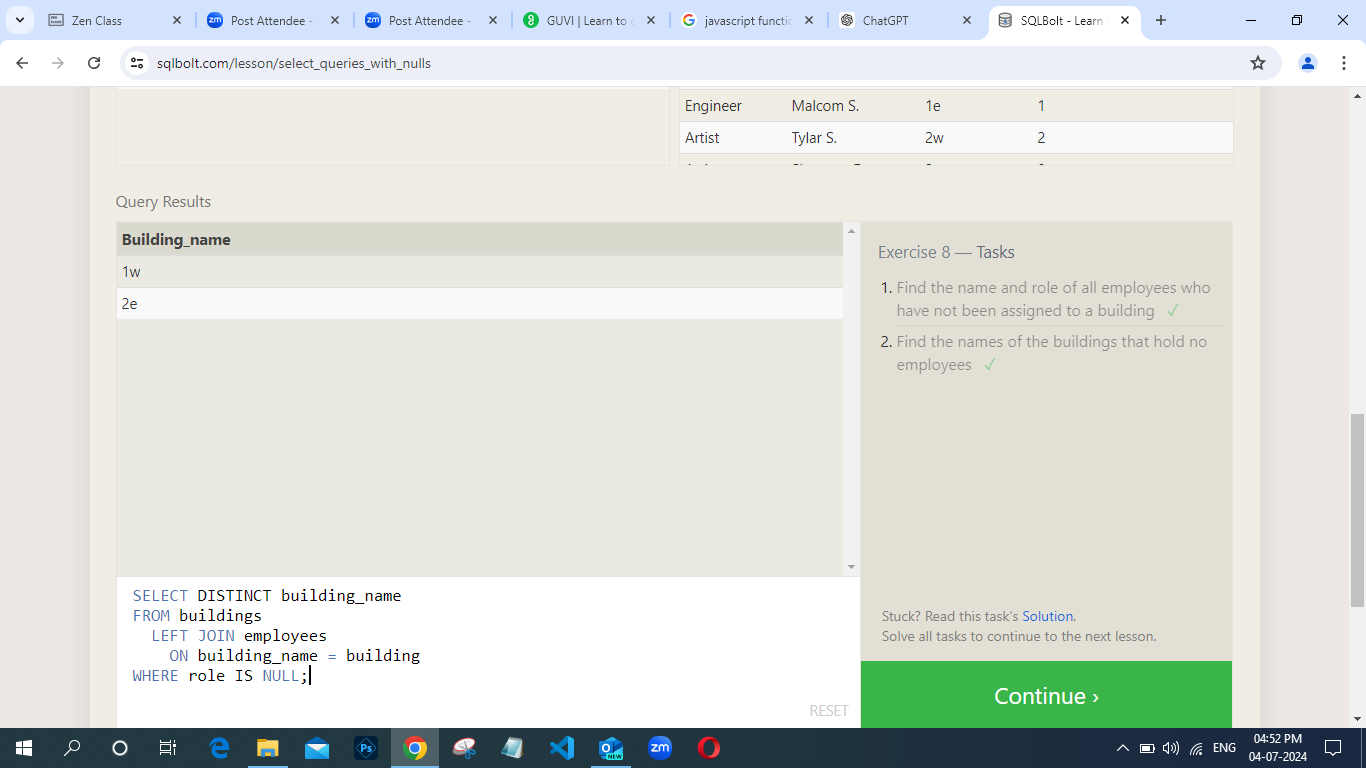 Zen Class
Post Attendee -
Post Attendee -
GUVI | Learn to
javascript functi
ChatGPT
SQLBolt - Learn
sqlbolt.com/lesson/select_queries_with_nulls
Engineer Malcom S. 1e 1
Artist Tylar S. 2w 2
Query Results
Building_name
1w
2e
Exercise 8 — Tasks
1. Find the name and role of all employees who
have not been assigned to a building ✓
2. Find the names of the buildings that hold no
employees ✓
Stuck? Read this task's Solution.
Solve all tasks to continue to the next lesson.
SELECT DISTINCT building_name
FROM buildings
LEFT JOIN employees
ON building_name = building
WHERE role IS NULL;
RESET
Continue ›
ENG
04:52 PM
04-07-2024